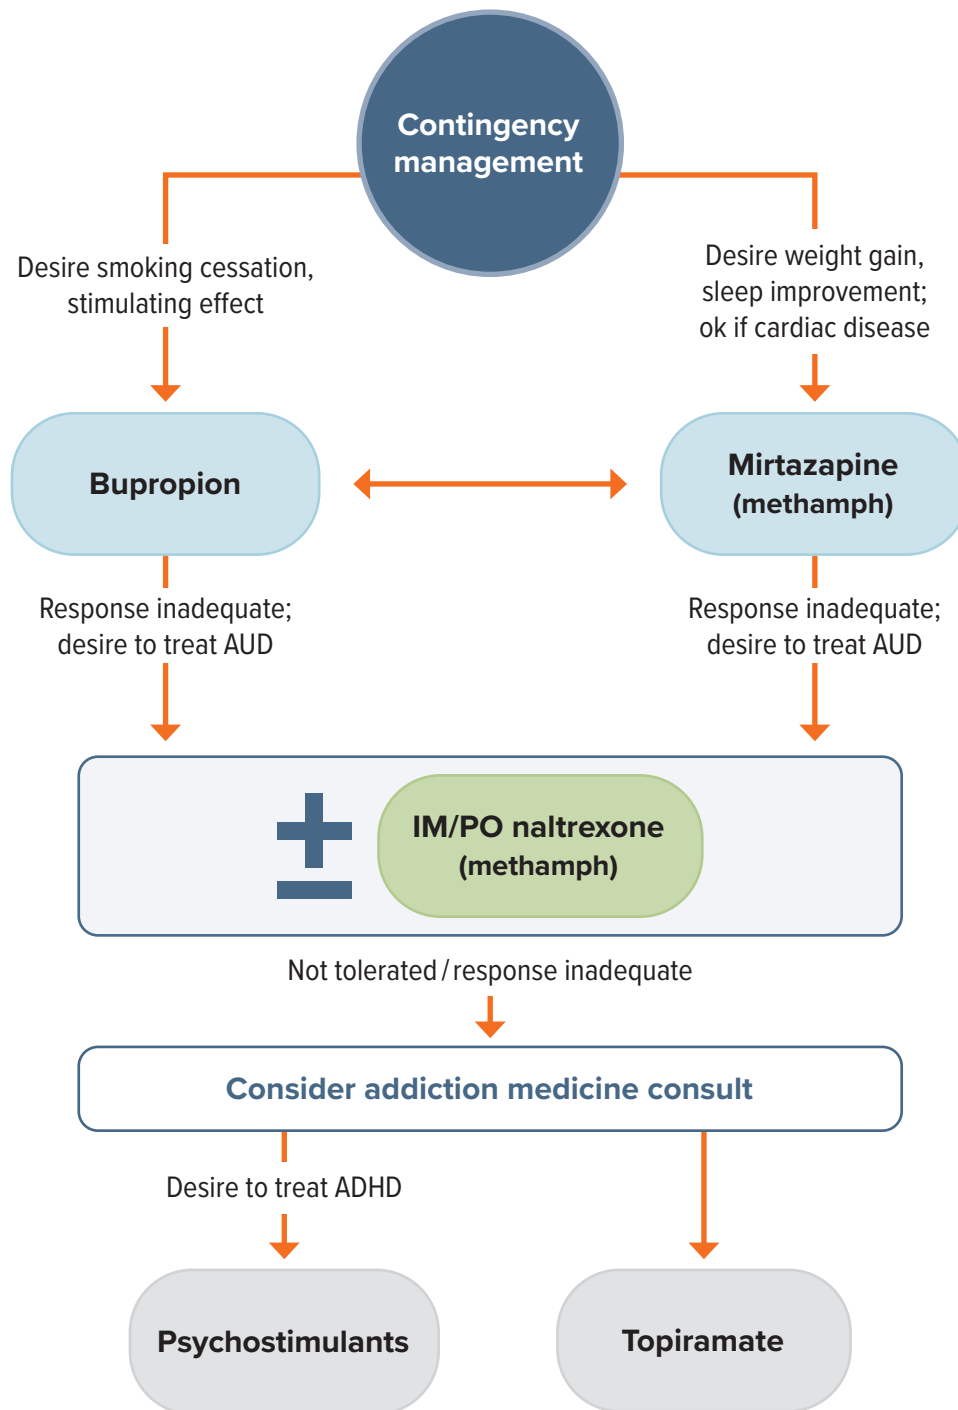 Contingency
management
Desire smoking cessation,
stimulating effect
Desire weight gain,
sleep improvement;
ok if cardiac disease
Bupropion
Mirtazapine
(methamph)
Response inadequate;
desire to treat AUD
Response inadequate;
desire to treat AUD
±
IM/PO naltrexone
(methamph)
Not tolerated / response inadequate
Consider addiction medicine consult
Desire to treat ADHD
Psychostimulants
Topiramate